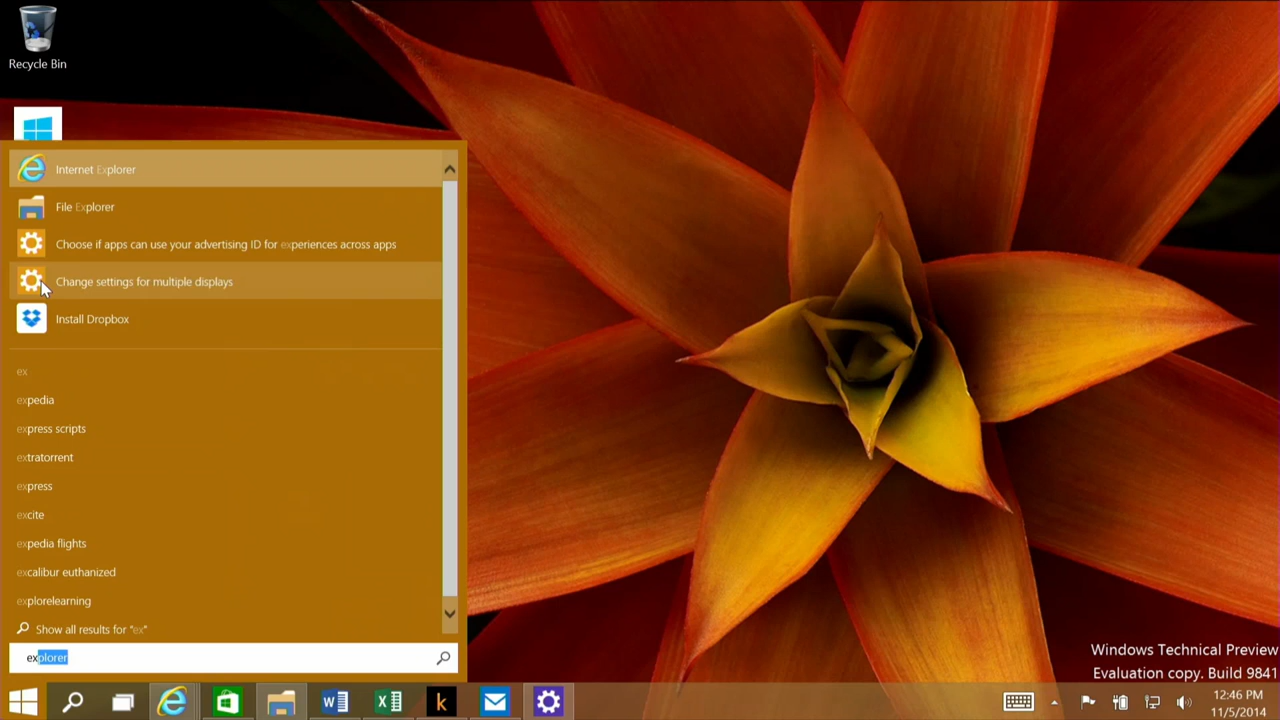 Recycle Bin
Internet Explorer
File Explorer
Choose if apps can use your advertising ID for experiences across apps
Change settings for multiple displays
Install Dropbox
ex
expedia
express scripts
extratorrent
express
excite
expedia flights
excalibur euthanized
explorelearning
Show all results for "ex"
explorer
Windows Technical Preview
Evaluation copy. Build 9841
k
12:46 PM
11/5/2014